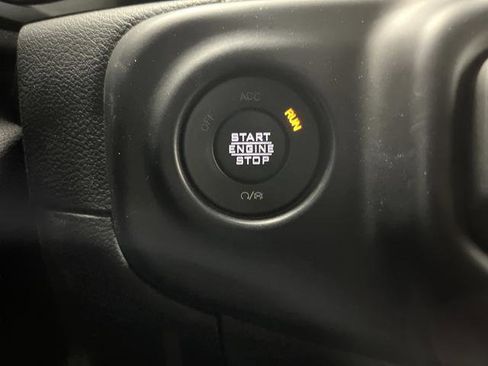 ACC
OFF
RUN
START
ENGINE
STOP